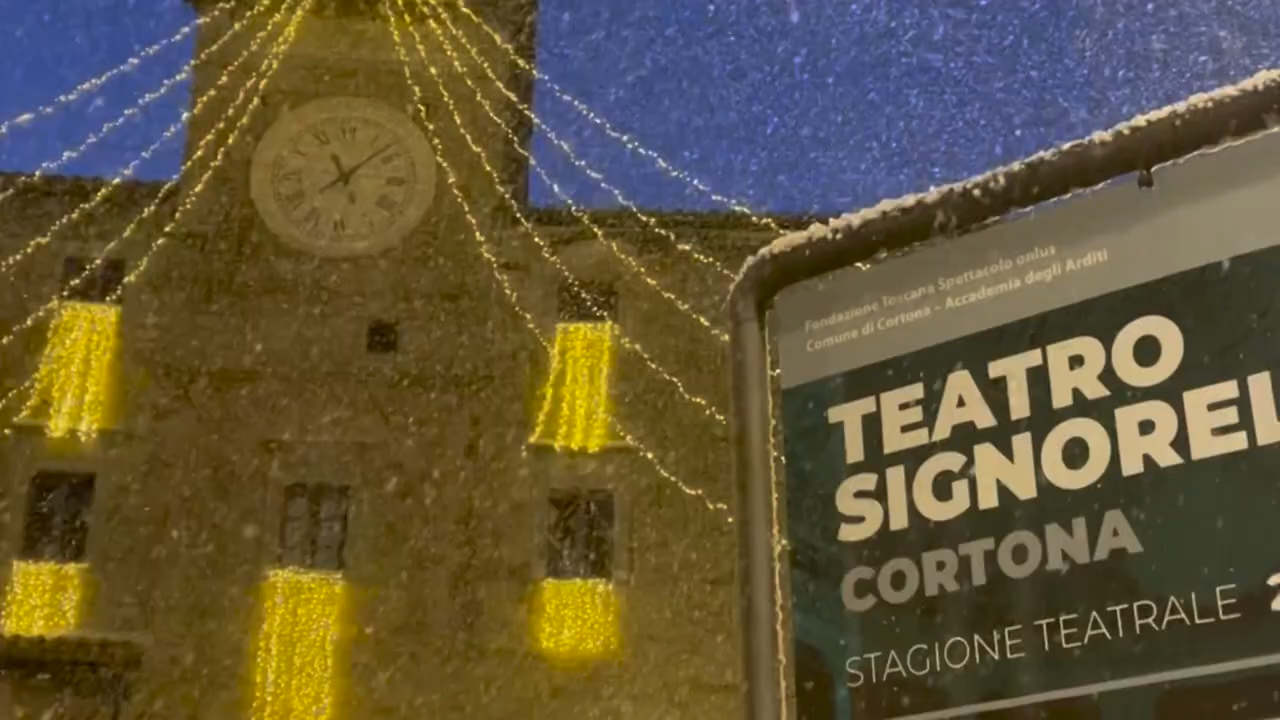 Fondazione Toscana Spettacolo onlus
Comune di Cortona - Accademia degli Arditi
TEATRO
SIGNOREL
CORTONA
STAGIONE TEATRALE